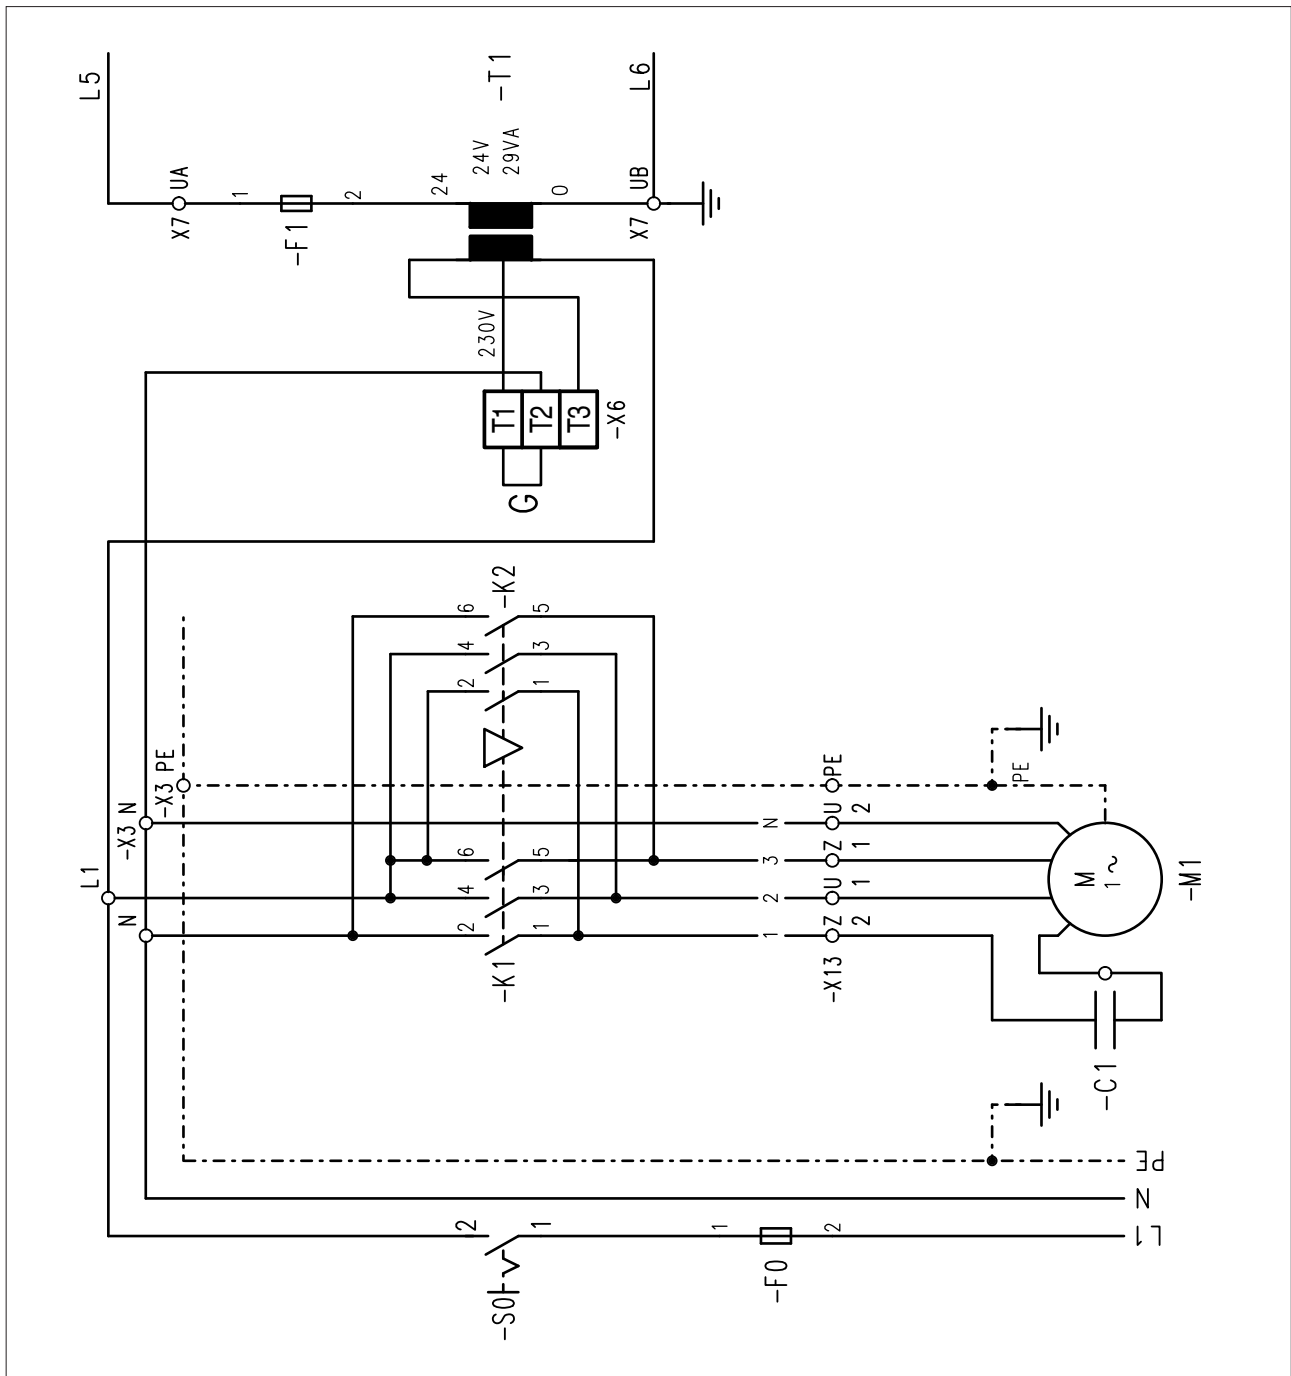 L5
-T1
L6
X7 UA
1
-F1
2
24
24V
29VA
0
X7 UB
230V
T1
T2
T3
-X6
G
-K2
6
5
4
3
2
1
-X3 PE
-X3 N
L1
N
6
5
4
3
2
1
-K1
N
3
2
1
PE
U 2
Z 1
U 1
Z 2
-X13
PE
M
1~
-M1
-C1
PE
N
L1
2
1
-S0
1
-F0
2